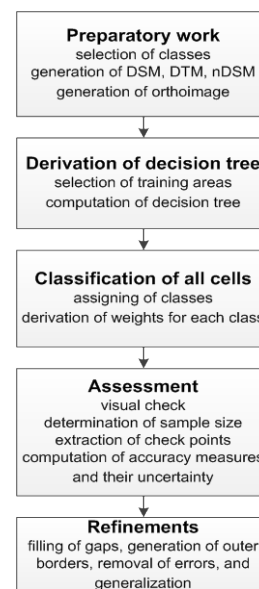 Preparatory work
selection of classes
generation of DSM, DTM, nDSM
generation of orthoimage
Derivation of decision tree
selection of training areas
computation of decision tree
Classification of all cells
assigning of classes
derivation of weights for each class
Assessment
visual check
determination of sample size
extraction of check points
computation of accuracy measures
and their uncertainty
Refinements
filling of gaps, generation of outer
borders, removal of errors, and
generalization